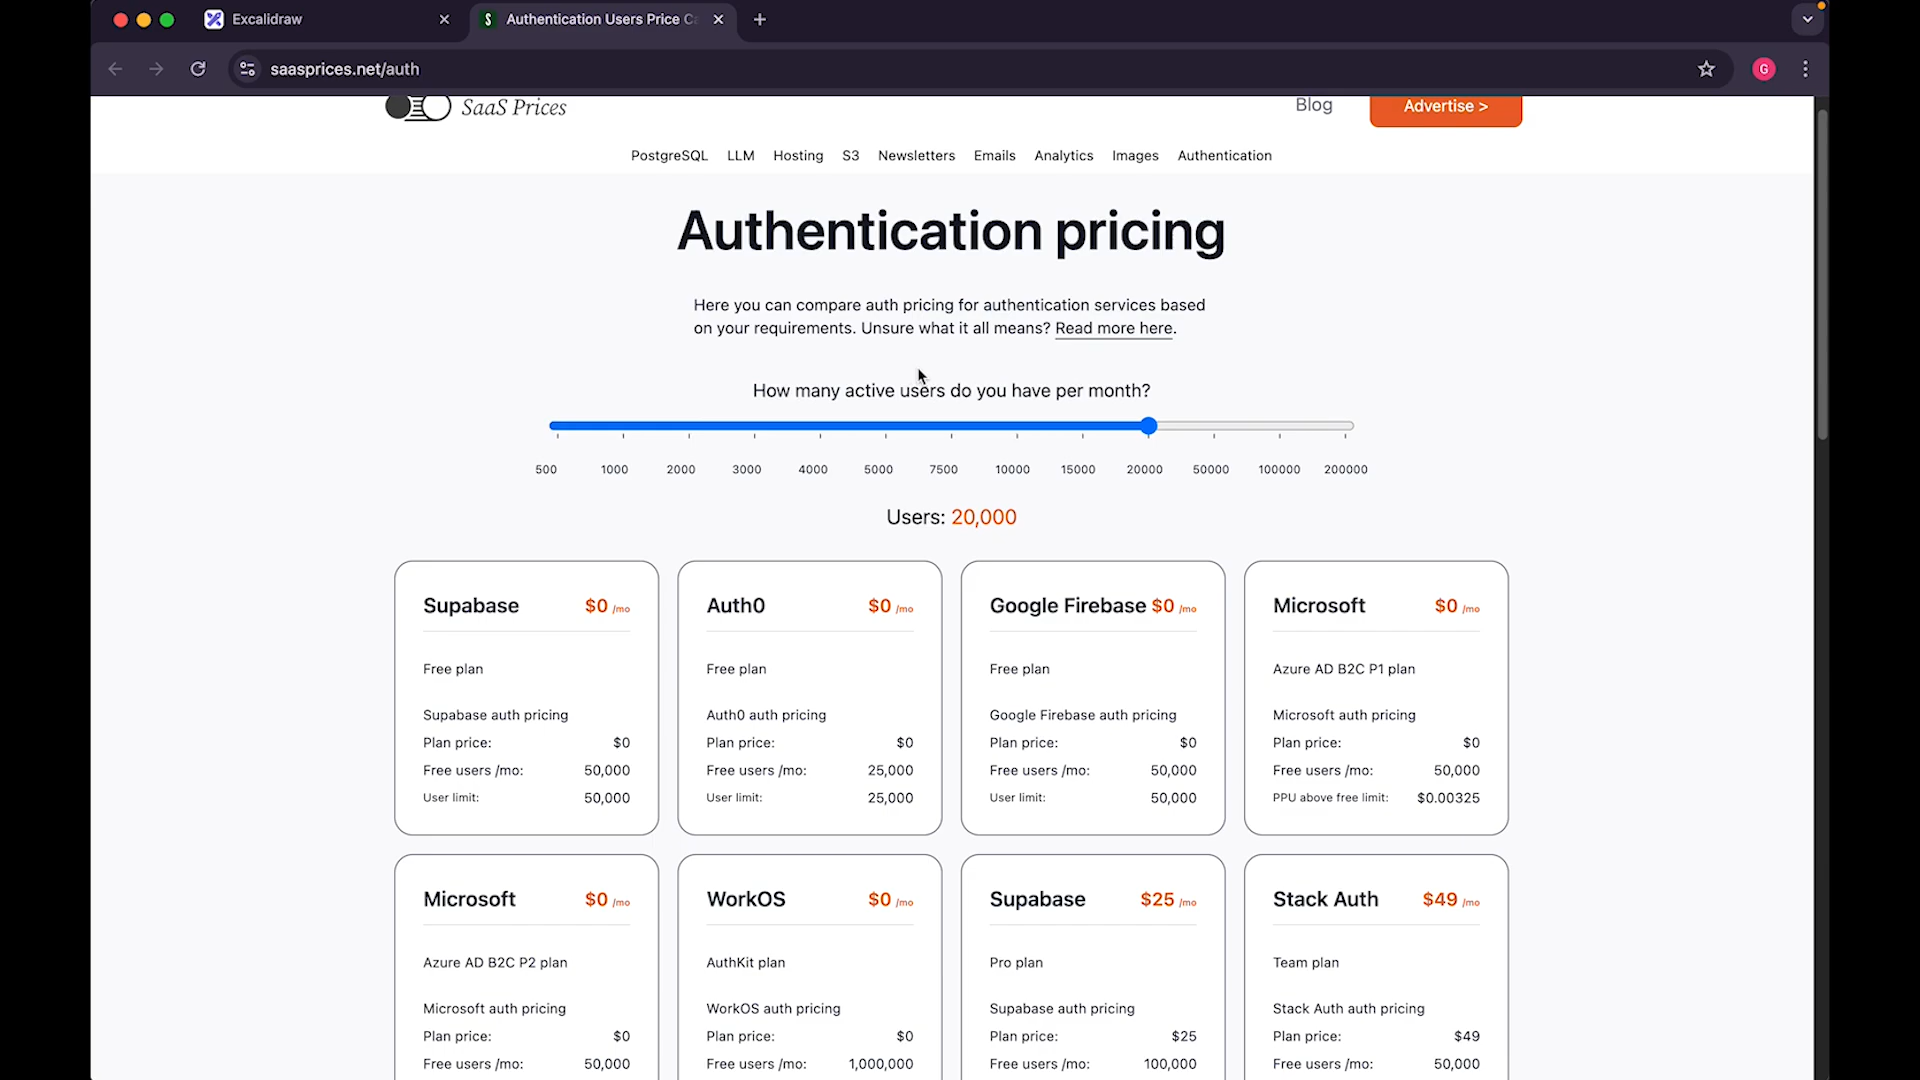 Excalidraw
Authentication Users Price Ca
saasprices.net/auth
G
SaaS Prices
Blog
Advertise >
PostgreSQL LLM Hosting S3 Newsletters Emails Analytics Images Authentication
Authentication pricing
Here you can compare auth pricing for authentication services based
on your requirements. Unsure what it all means? Read more here.
How many active users do you have per month?
500 1000 2000 3000 4000 5000 7500 10000 15000 20000 50000 100000 200000
Users: 20,000
Supabase $0 /mo
Free plan
Supabase auth pricing
Plan price: $0
Free users /mo: 50,000
User limit: 50,000
Auth0 $0 /mo
Free plan
Auth0 auth pricing
Plan price: $0
Free users /mo: 25,000
User limit: 25,000
Google Firebase $0 /mo
Free plan
Google Firebase auth pricing
Plan price: $0
Free users /mo: 50,000
User limit: 50,000
Microsoft $0 /mo
Azure AD B2C P1 plan
Microsoft auth pricing
Plan price: $0
Free users /mo: 50,000
PPU above free limit: $0.00325
Microsoft $0 /mo
Azure AD B2C P2 plan
Microsoft auth pricing
Plan price: $0
Free users /mo: 50,000
WorkOS $0 /mo
AuthKit plan
WorkOS auth pricing
Plan price: $0
Free users /mo: 1,000,000
Supabase $25 /mo
Pro plan
Supabase auth pricing
Plan price: $25
Free users /mo: 100,000
Stack Auth $49 /mo
Team plan
Stack Auth auth pricing
Plan price: $49
Free users /mo: 50,000